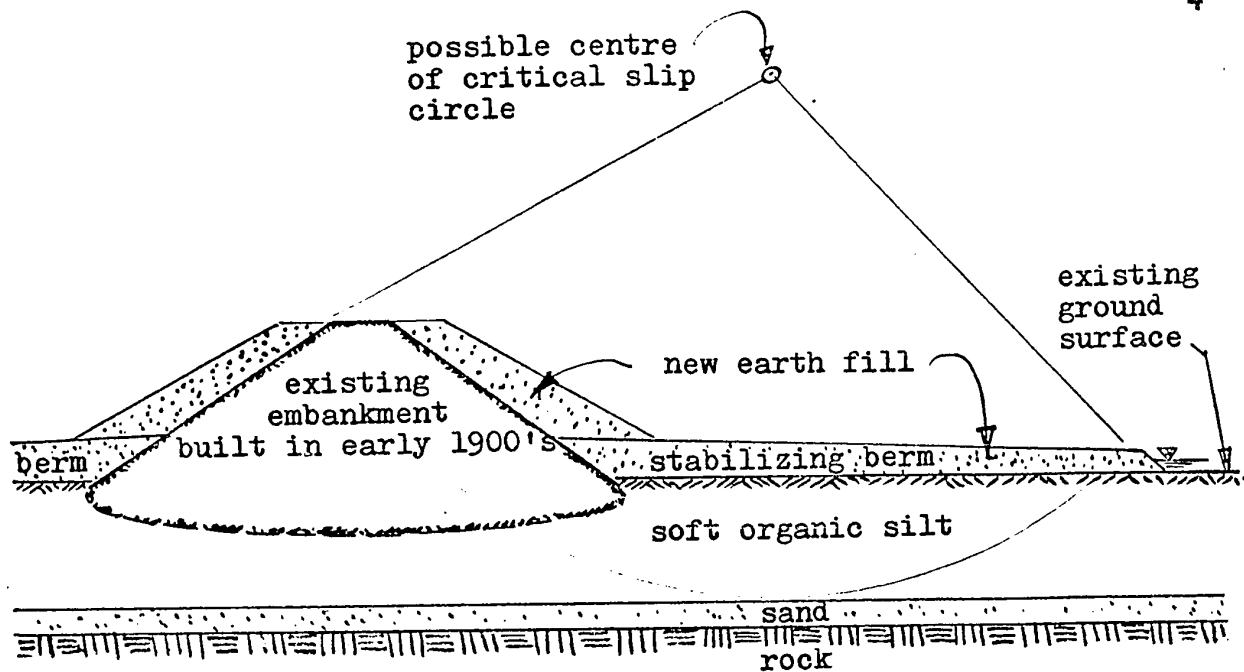 4
possible centre
of critical slip
circle
existing
ground
surface
new earth fill
existing
embankment
built in early 1900's
berm
stabilizing berm
soft organic silt
sand
rock